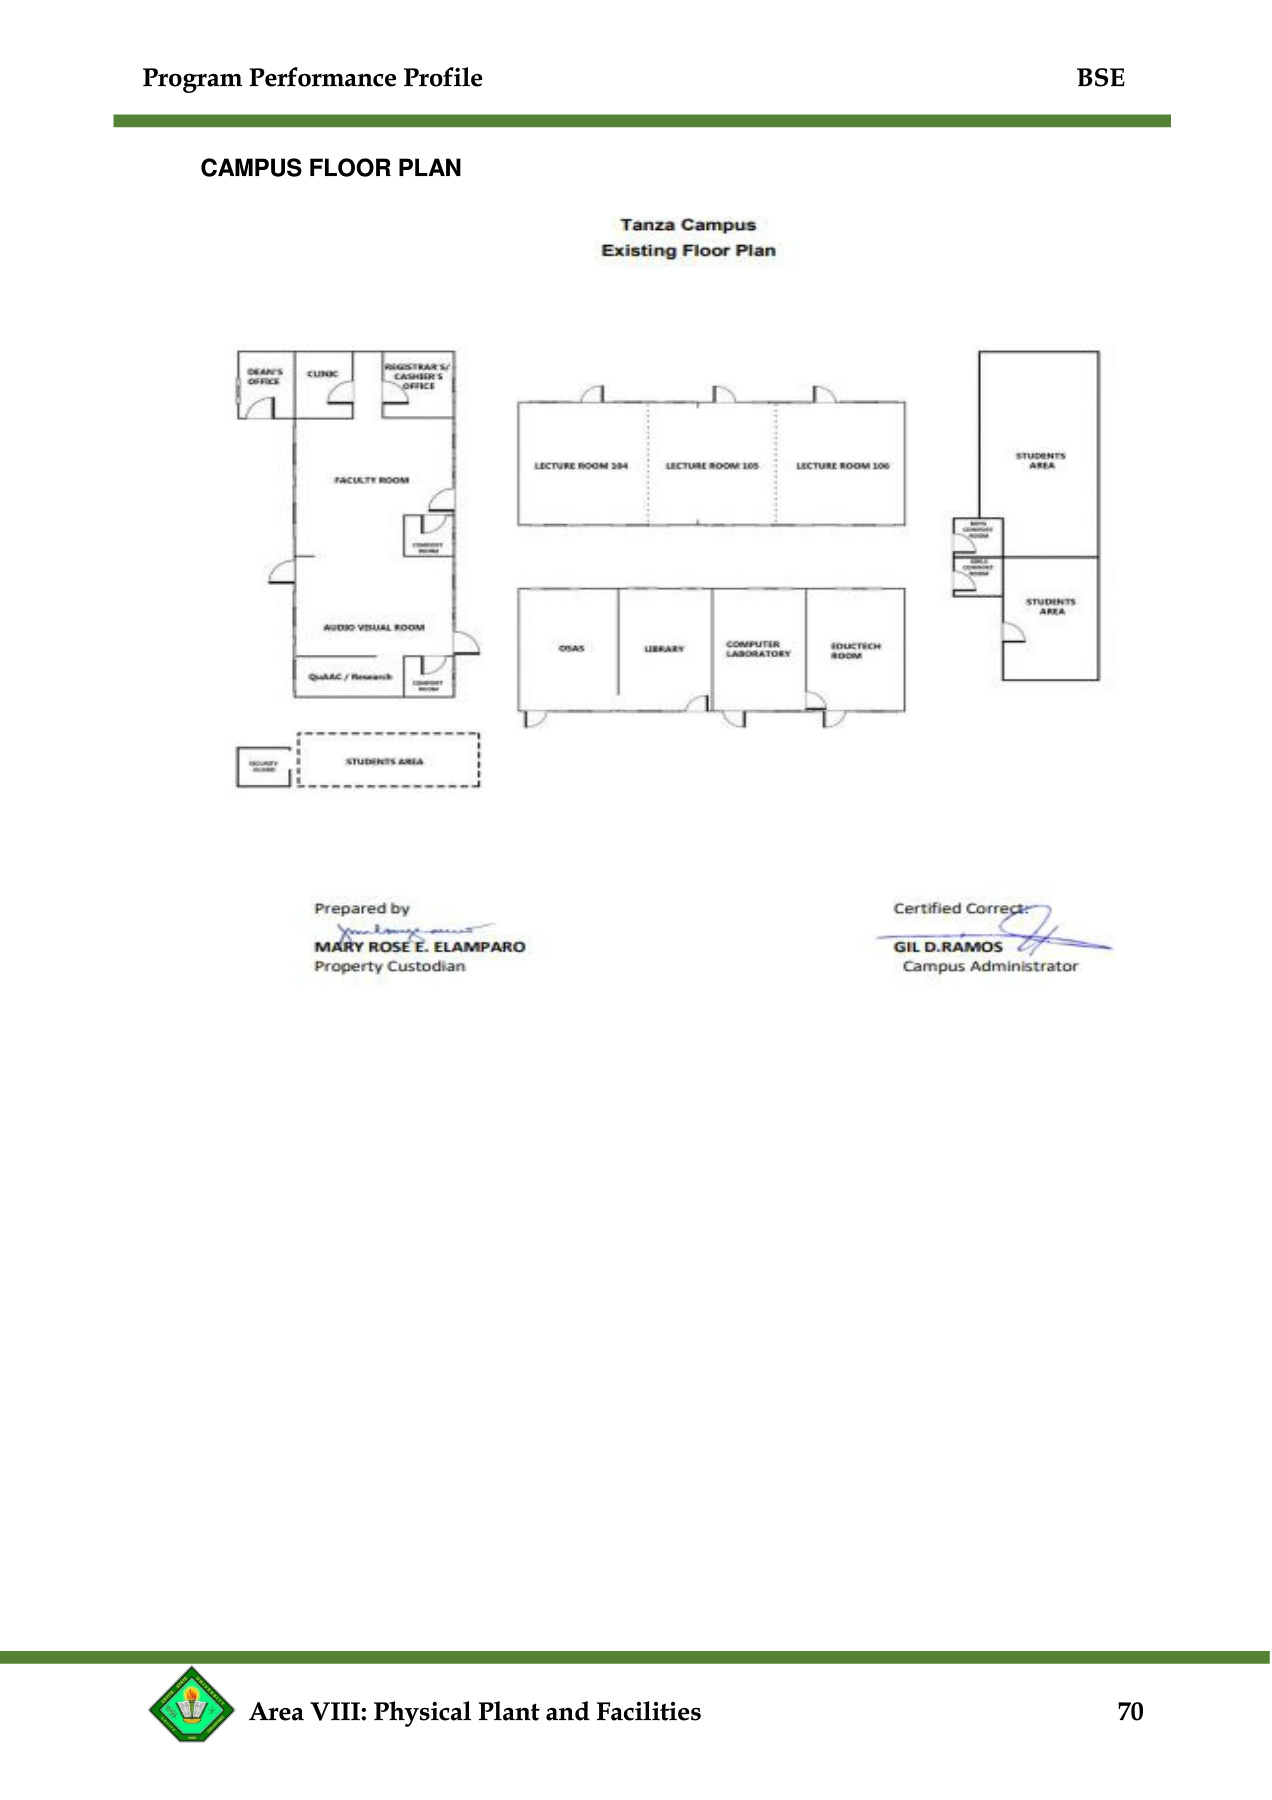 Program Performance Profile BSE
CAMPUS FLOOR PLAN
Tanza Campus
Existing Floor Plan
DEAN'S
OFFICE
CLINIC
REGISTRAR'S/
CASHIER'S
OFFICE
FACULTY ROOM
COMFORT
ROOM
AUDIO VISUAL ROOM
QuAAC / Research
COMFORT
ROOM
SECURITY
GUARD
STUDENTS AREA
LECTURE ROOM 104
LECTURE ROOM 105
LECTURE ROOM 106
OSAS
LIBRARY
COMPUTER
LABORATORY
EDUCTECH
ROOM
STUDENTS
AREA
BOYS
COMFORT
ROOM
GIRLS
COMFORT
ROOM
STUDENTS
AREA
Prepared by
MARY ROSE E. ELAMPARO
Property Custodian
Certified Correct:
GIL D.RAMOS
Campus Administrator
Area VIII: Physical Plant and Facilities 70